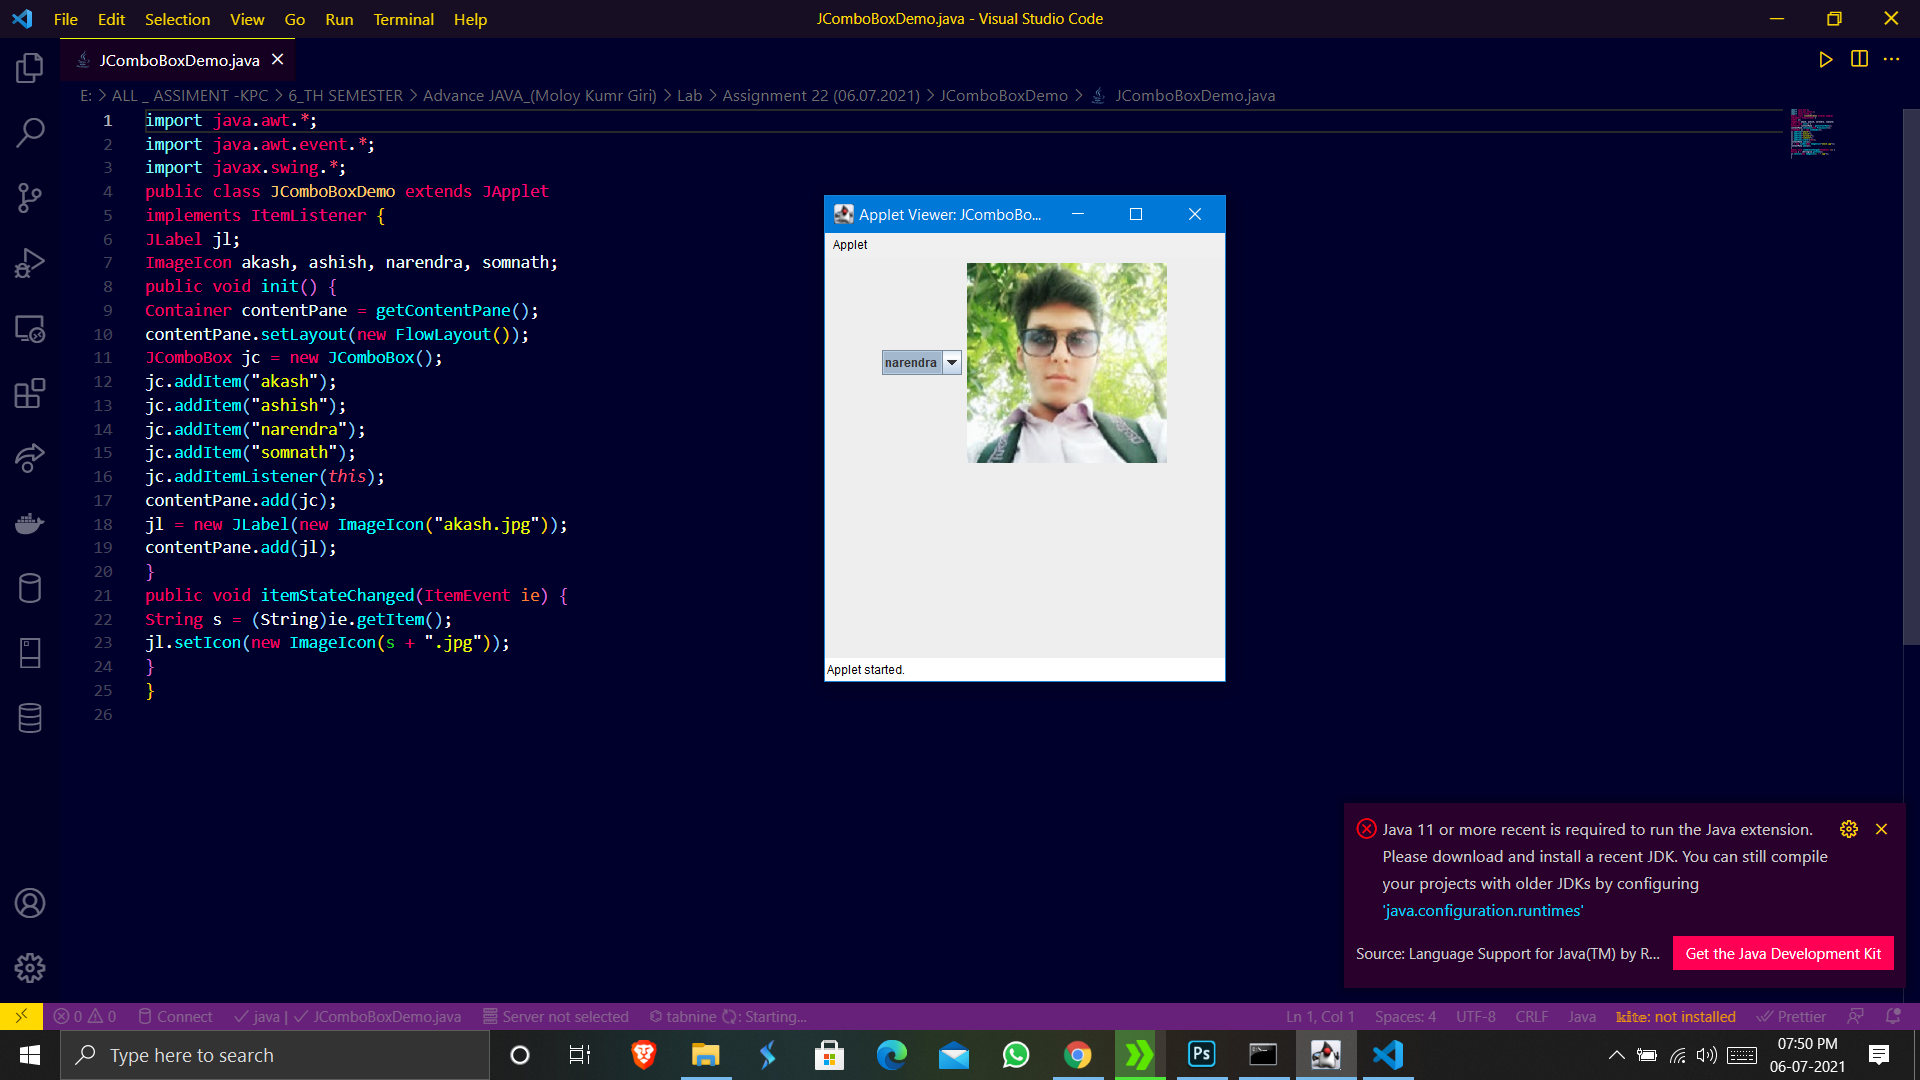 File Edit Selection View Go Run Terminal Help
JComboBoxDemo.java - Visual Studio Code
JComboBoxDemo.java
E: > ALL _ ASSIMENT -KPC > 6_TH SEMESTER > Advance JAVA_(Moloy Kumr Giri) > Lab > Assignment 22 (06.07.2021) > JComboBoxDemo > JComboBoxDemo.java
1 import java.awt.*;
2 import java.awt.event.*;
3 import javax.swing.*;
4 public class JComboBoxDemo extends JApplet
5 implements ItemListener {
6 JLabel jl;
7 ImageIcon akash, ashish, narendra, somnath;
8 public void init() {
9 Container contentPane = getContentPane();
10 contentPane.setLayout(new FlowLayout());
11 JComboBox jc = new JComboBox();
12 jc.addItem("akash");
13 jc.addItem("ashish");
14 jc.addItem("narendra");
15 jc.addItem("somnath");
16 jc.addItemListener(this);
17 contentPane.add(jc);
18 jl = new JLabel(new ImageIcon("akash.jpg"));
19 contentPane.add(jl);
20 }
21 public void itemStateChanged(ItemEvent ie) {
22 String s = (String)ie.getItem();
23 jl.setIcon(new ImageIcon(s + ".jpg"));
24 }
25 }
26
Applet Viewer: JComboBo...
Applet
narendra
Applet started.
Java 11 or more recent is required to run the Java extension.
Please download and install a recent JDK. You can still compile
your projects with older JDKs by configuring
'java.configuration.runtimes'
Source: Language Support for Java(TM) by R...
Get the Java Development Kit
0 0 Connect java | JComboBoxDemo.java Server not selected tabnine : Starting...
Ln 1, Col 1 Spaces: 4 UTF-8 CRLF Java kite: not installed Prettier
Type here to search
Ps
07:50 PM
06-07-2021